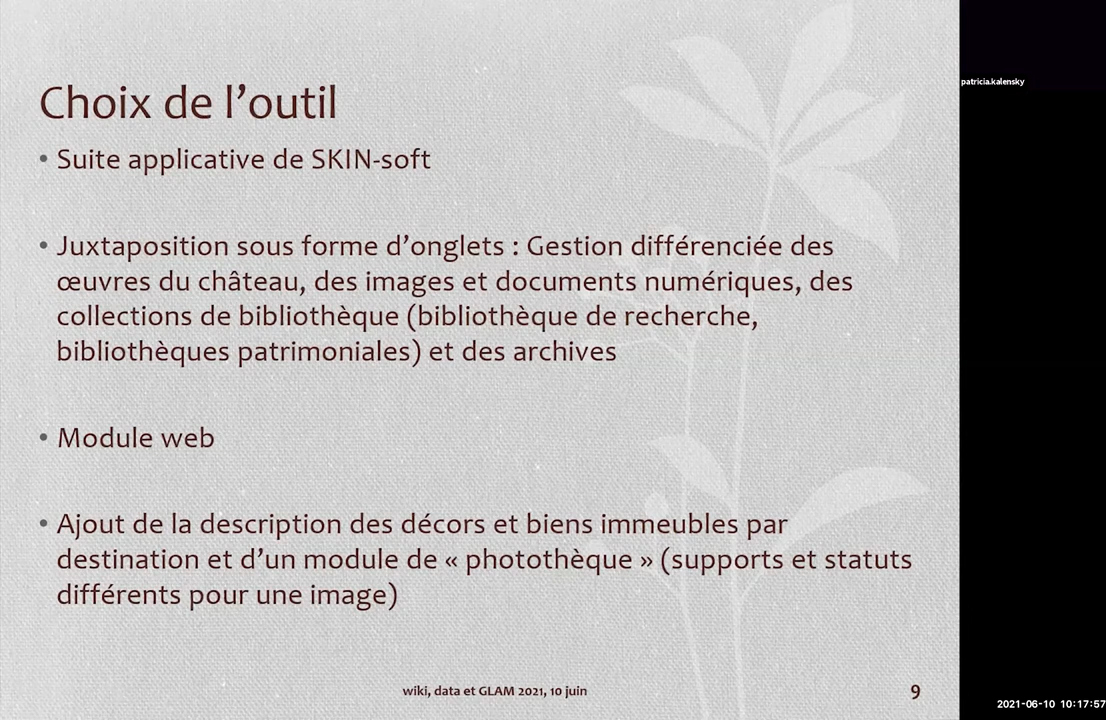 Choix de l’outil
patricia.kalensky
• Suite applicative de SKIN-soft
• Juxtaposition sous forme d’onglets : Gestion différenciée des
œuvres du château, des images et documents numériques, des
collections de bibliothèque (bibliothèque de recherche,
bibliothèques patrimoniales) et des archives
• Module web
• Ajout de la description des décors et biens immeubles par
destination et d’un module de « photothèque » (supports et statuts
différents pour une image)
wiki, data et GLAM 2021, 10 juin
9
2021-06-10 10:17:57